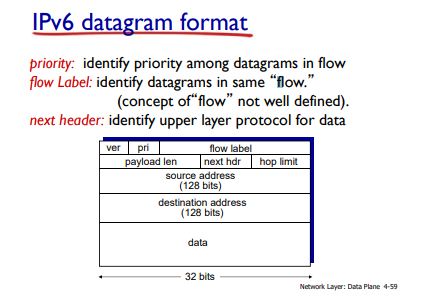 IPv6 datagram format
priority: identify priority among datagrams in flow
flow Label: identify datagrams in same “flow.”
(concept of“flow” not well defined).
next header: identify upper layer protocol for data
ver pri flow label
payload len next hdr hop limit
source address
(128 bits)
destination address
(128 bits)
data
32 bits
Network Layer: Data Plane 4-59